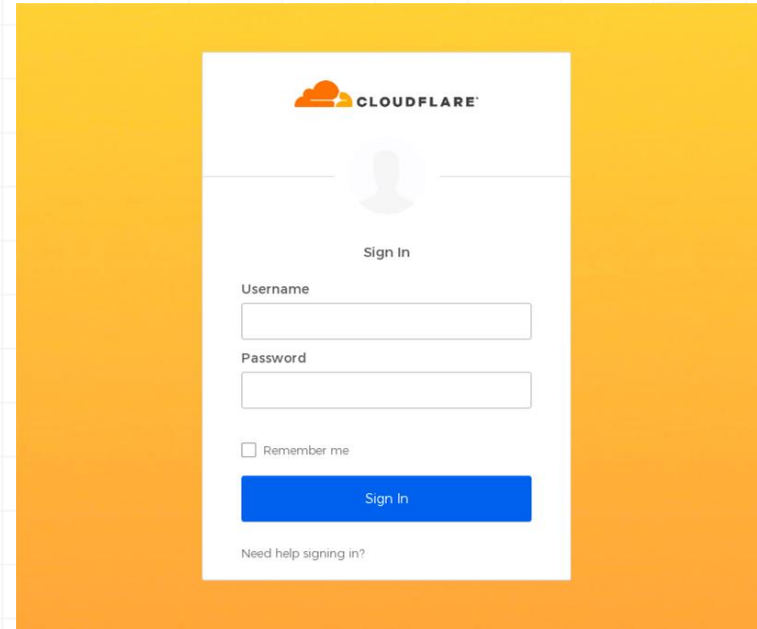 CLOUDFLARE
Sign In
Username
Password
Remember me
Sign In
Need help signing in?